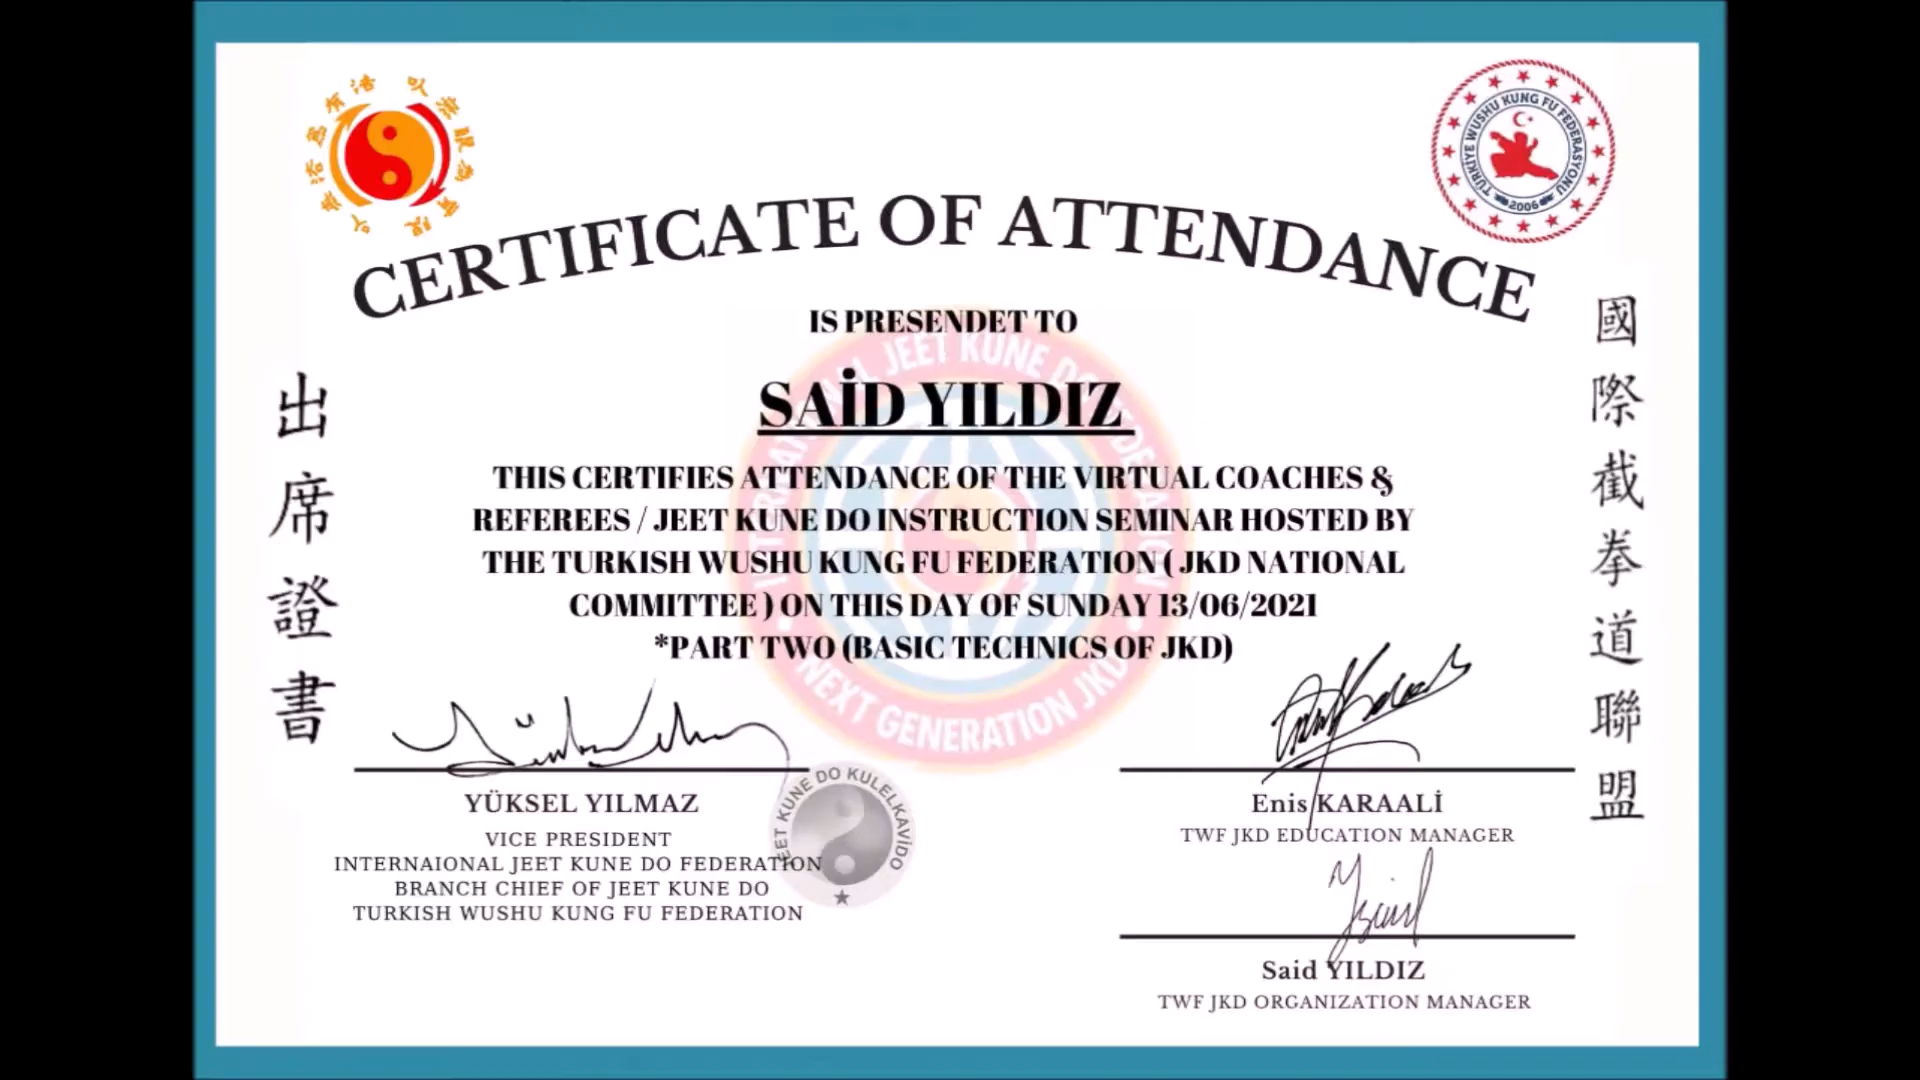 TÜRKİYE WUSHU KUNG FU FEDERASYONU
2006
CERTIFICATE OF ATTENDANCE
IS PRESENDET TO
SAİD YILDIZ
THIS CERTIFIES ATTENDANCE OF THE VIRTUAL COACHES &
REFEREES / JEET KUNE DO INSTRUCTION SEMINAR HOSTED BY
THE TURKISH WUSHU KUNG FU FEDERATION ( JKD NATIONAL
COMMITTEE ) ON THIS DAY OF SUNDAY 13/06/2021
*PART TWO (BASIC TECHNICS OF JKD)
出席證書
國際截拳道聯盟
NEXT GENERATION JKD
YÜKSEL YILMAZ
VICE PRESIDENT
INTERNAIONAL JEET KUNE DO FEDERATION
BRANCH CHIEF OF JEET KUNE DO
TURKISH WUSHU KUNG FU FEDERATION
JEET KUNE DO KULELKAVİDO
Enis KARAALİ
TWF JKD EDUCATION MANAGER
Said YILDIZ
TWF JKD ORGANIZATION MANAGER